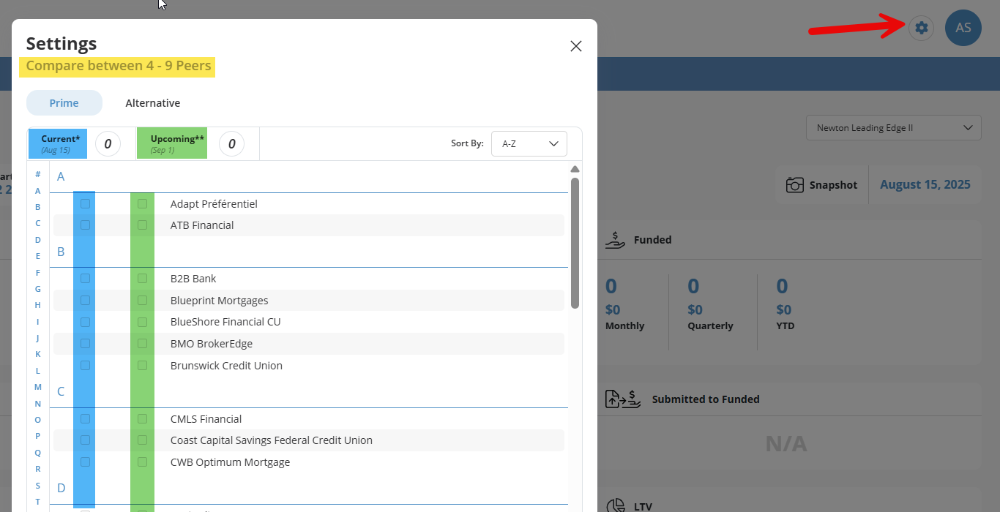 Settings
Compare between 4 - 9 Peers
AS
Prime
Alternative
Newton Leading Edge II
Current*
(Aug 15)
0
Upcoming**
(Sep 1)
0
Sort By:
A-Z
Snapshot
August 15, 2025
#
A
B
C
D
E
F
G
H
I
J
K
L
M
N
O
P
Q
R
S
T
A
Adapt Préférentiel
ATB Financial
B
B2B Bank
Blueprint Mortgages
BlueShore Financial CU
BMO BrokerEdge
Brunswick Credit Union
C
CMLS Financial
Coast Capital Savings Federal Credit Union
CWB Optimum Mortgage
D
Funded
0
$0
Monthly
0
$0
Quarterly
0
$0
YTD
Submitted to Funded
N/A
LTV